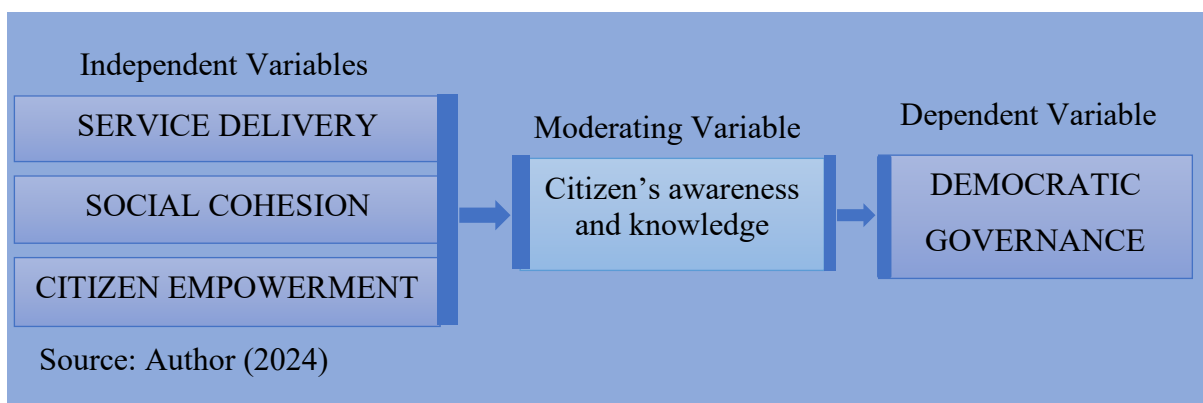 Independent Variables
SERVICE DELIVERY
SOCIAL COHESION
CITIZEN EMPOWERMENT
Moderating Variable
Citizen’s awareness
and knowledge
Dependent Variable
DEMOCRATIC
GOVERNANCE
Source: Author (2024)